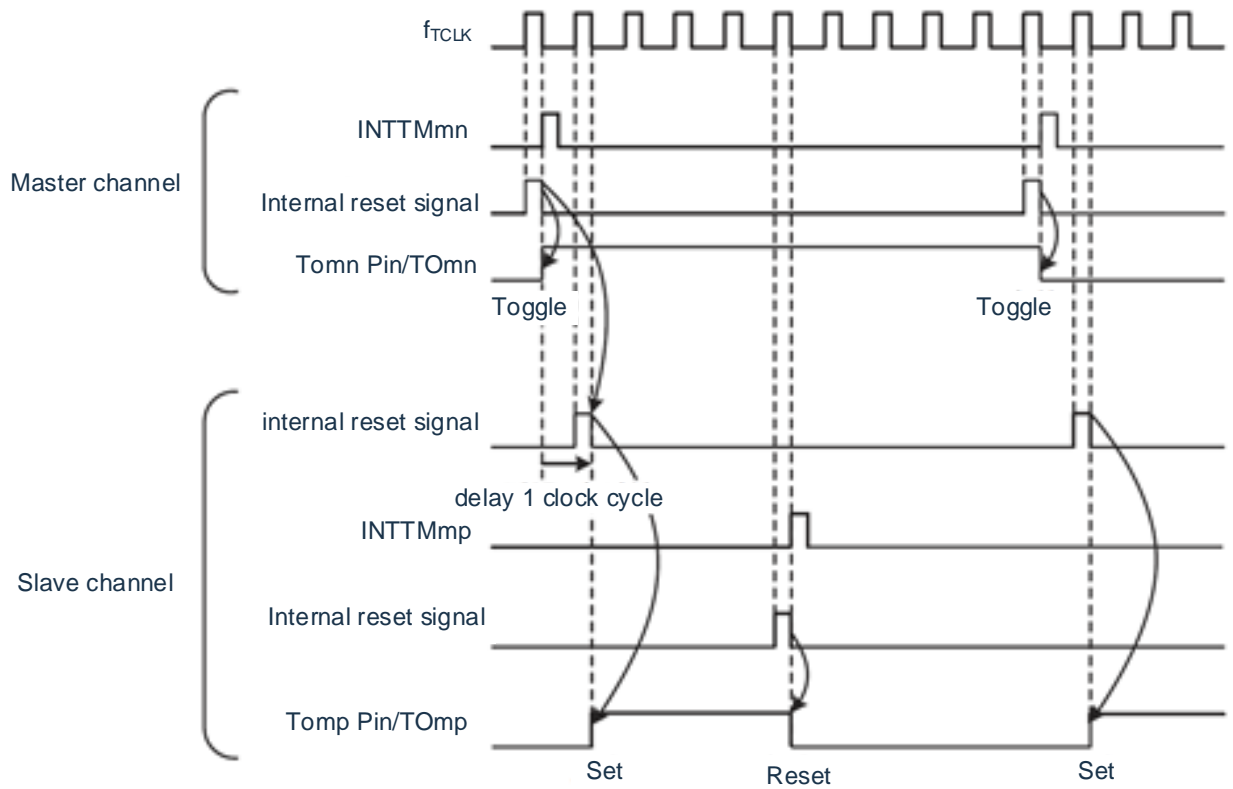 fTCLK
INTTMmn
Master channel
Internal reset signal
Tomn Pin/TOmn
Toggle
Toggle
internal reset signal
delay 1 clock cycle
INTTMmp
Slave channel
Internal reset signal
Tomp Pin/TOmp
Set
Reset
Set